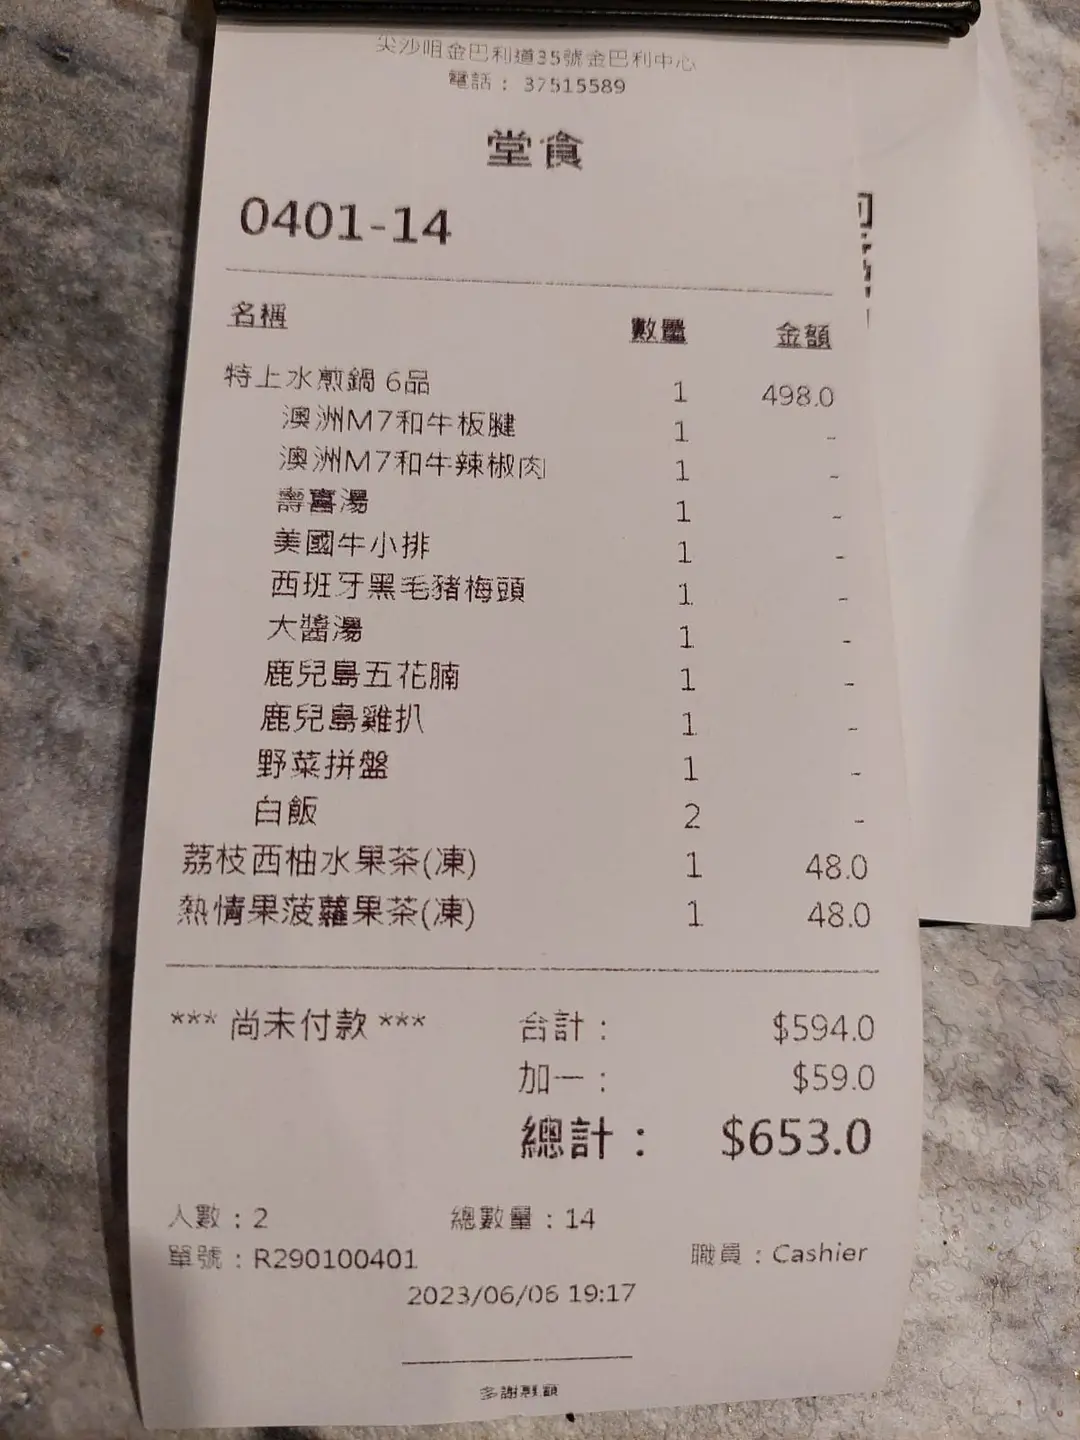 尖沙咀金巴利道35號金巴利中心
電話： 37515589
堂食
0401-14
名稱 數量 金額
特上水煎鍋 6品 1 498.0
澳洲M7和牛板腱 1 -
澳洲M7和牛辣椒肉 1 -
壽喜湯 1 -
美國牛小排 1 -
西班牙黑毛豬梅頭 1 -
大醬湯 1 -
鹿兒島五花腩 1 -
鹿兒島雞扒 1 -
野菜拼盤 1 -
白飯 2 -
荔枝西柚水果茶(凍) 1 48.0
熱情果菠蘿果茶(凍) 1 48.0
*** 尚未付款 *** 合計： $594.0
加一： $59.0
總計： $653.0
人數：2 總數量：14
單號：R290100401 職員：Cashier
2023/06/06 19:17
多謝惠顧